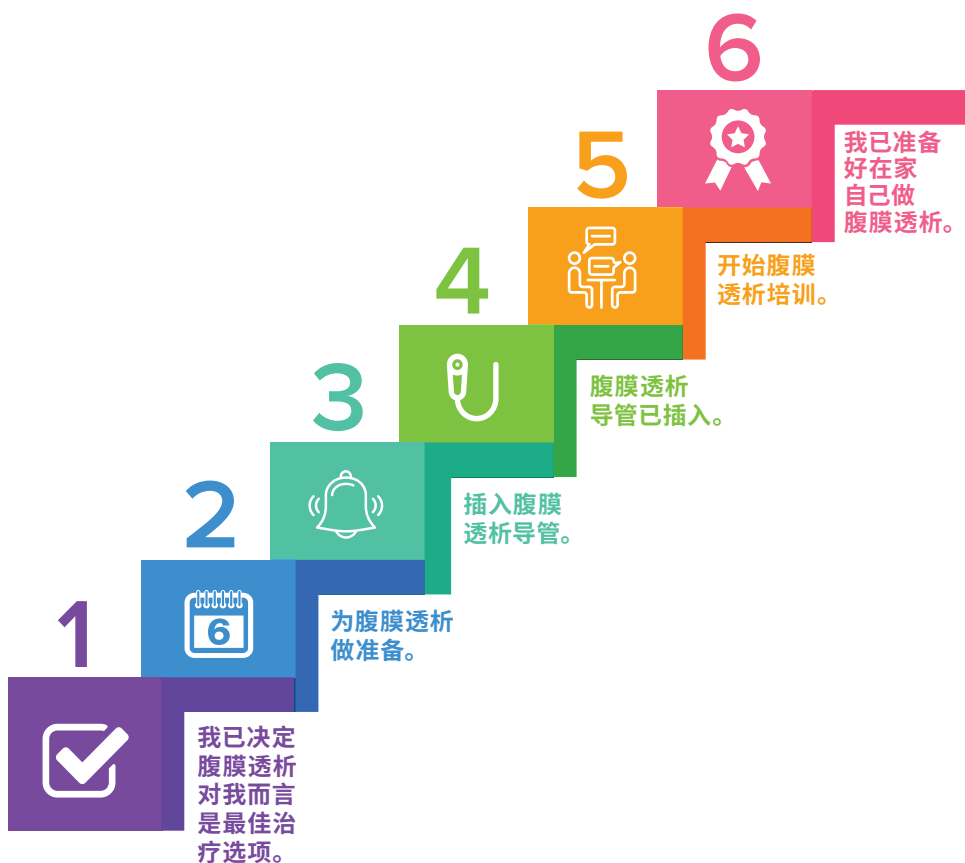 1
我已决定
腹膜透析
对我而言
是最佳治
疗选项。
2
6
为腹膜透析
做准备。
3
插入腹膜
透析导管。
4
腹膜透析
导管已插入。
5
开始腹膜
透析培训。
6
我已准备
好在家
自己做
腹膜透析。